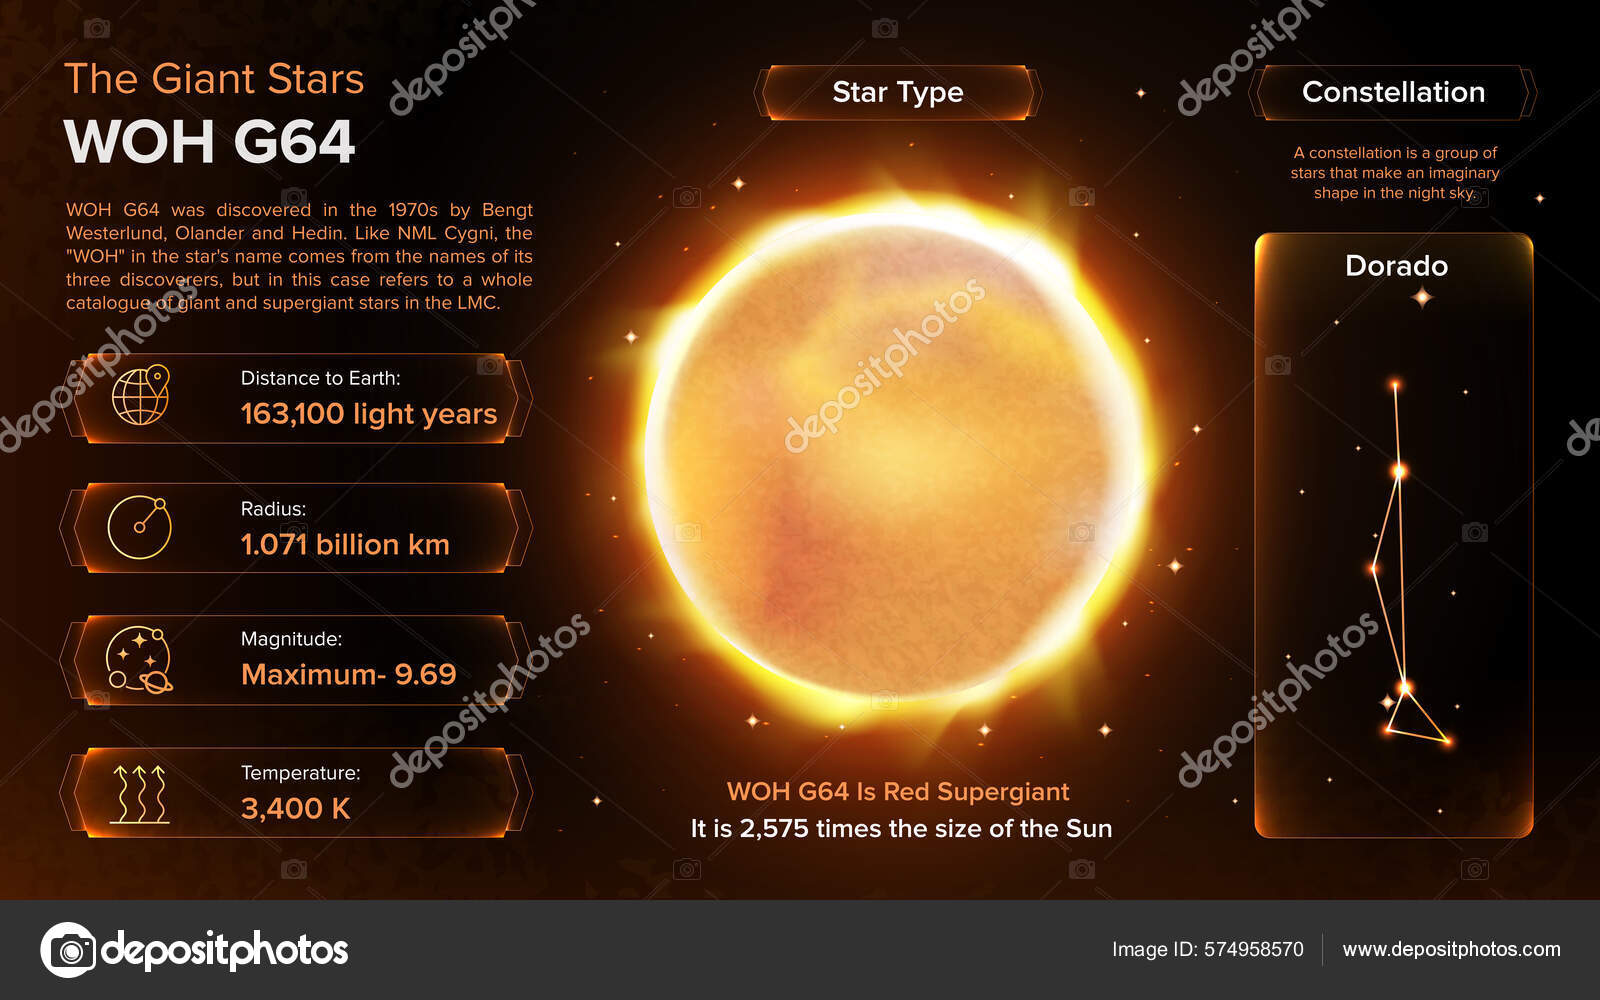 The Giant Stars
WOH G64
WOH G64 was discovered in the 1970s by Bengt
Westerlund, Olander and Hedin. Like NML Cygni, the
"WOH" in the star's name comes from the names of its
three discoverers, but in this case refers to a whole
catalogue of giant and supergiant stars in the LMC.
Distance to Earth:
163,100 light years
Radius:
1.071 billion km
Magnitude:
Maximum- 9.69
Temperature:
3,400 K
Star Type
WOH G64 Is Red Supergiant
It is 2,575 times the size of the Sun
Constellation
A constellation is a group of
stars that make an imaginary
shape in the night sky.
Dorado
depositphotos
depositphotos
depositphotos
depositphotos
depositphotos
depositphotos
depositphotos
Image ID: 574958570
www.depositphotos.com